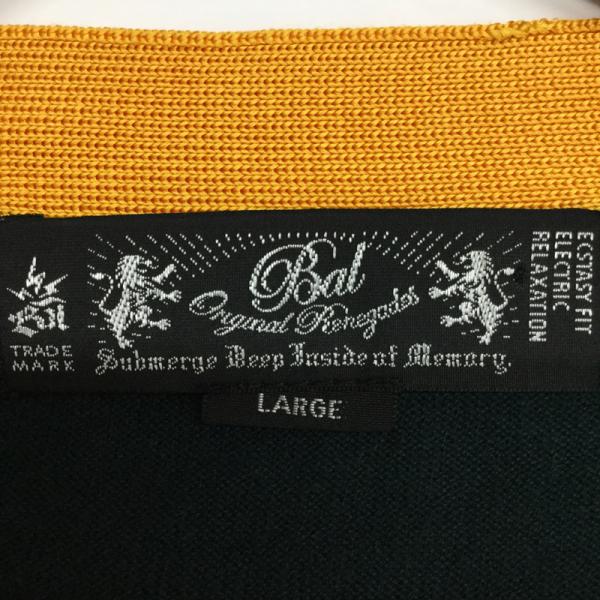 Bal
TRADE
MARK
Bal
Original Renegades
Submerge Deep Inside of Memory.
ECSTASY FIT
ELECTRIC
RELAXATION
LARGE